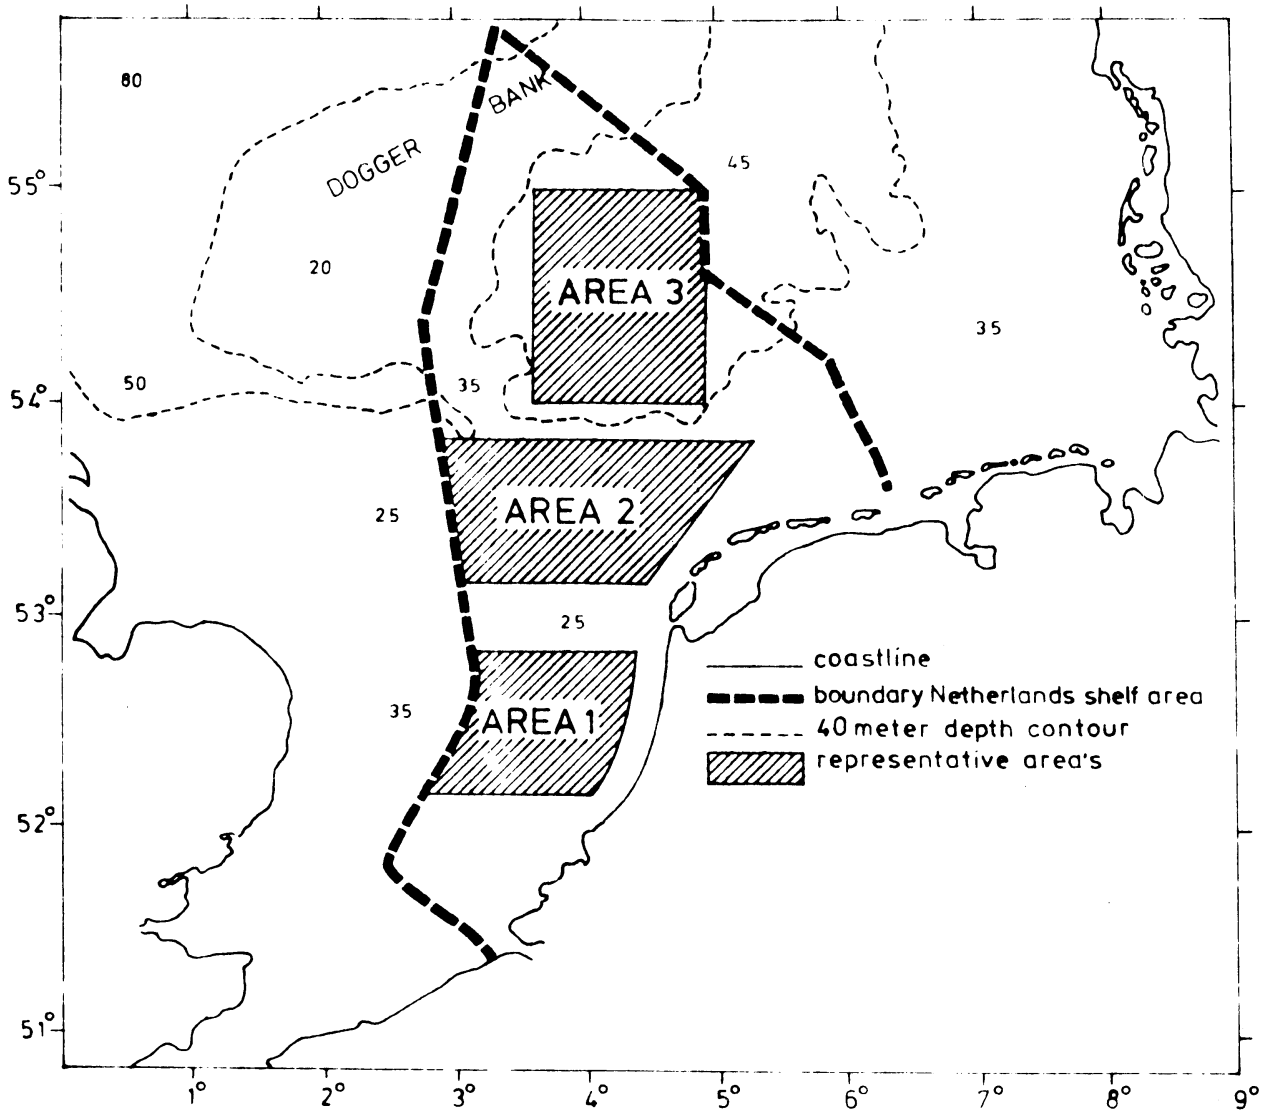 80
BANK
DOGGER
45
55°
20
AREA 3
35
50
35
54°
25
AREA 2
53°
25
coastline
35
AREA 1
boundary Netherlands shelf area
40 meter depth contour
representative area's
52°
51°
1° 2° 3° 4° 5° 6° 7° 8° 9°